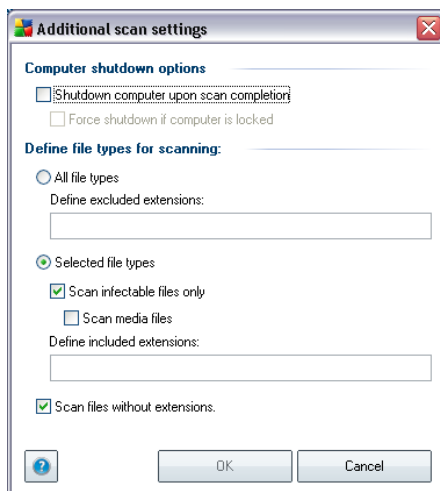 Additional scan settings
Computer shutdown options
Shutdown computer upon scan completion
Force shutdown if computer is locked
Define file types for scanning:
All file types
Define excluded extensions:
Selected file types
Scan infectable files only
Scan media files
Define included extensions:
Scan files without extensions.
?
OK
Cancel